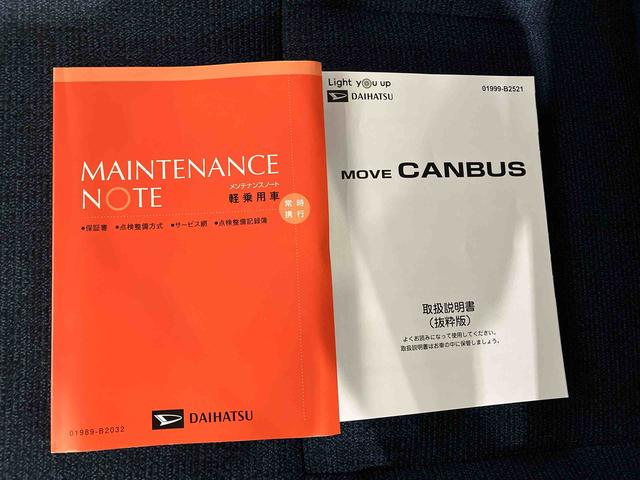 MAINTENANCE
NOTE
メンテナンスノート
軽乗用車
常時
携行
●保証書 ●点検整備方式 ●サービス網 ●点検整備記録簿
DAIHATSU
01989-B2032
Light you up
DAIHATSU
01999-B2521
MOVE CANBUS
取扱説明書
（抜粋版）
よくお読みになって使用してください。
取扱説明書はお車の中に保管しましょう。